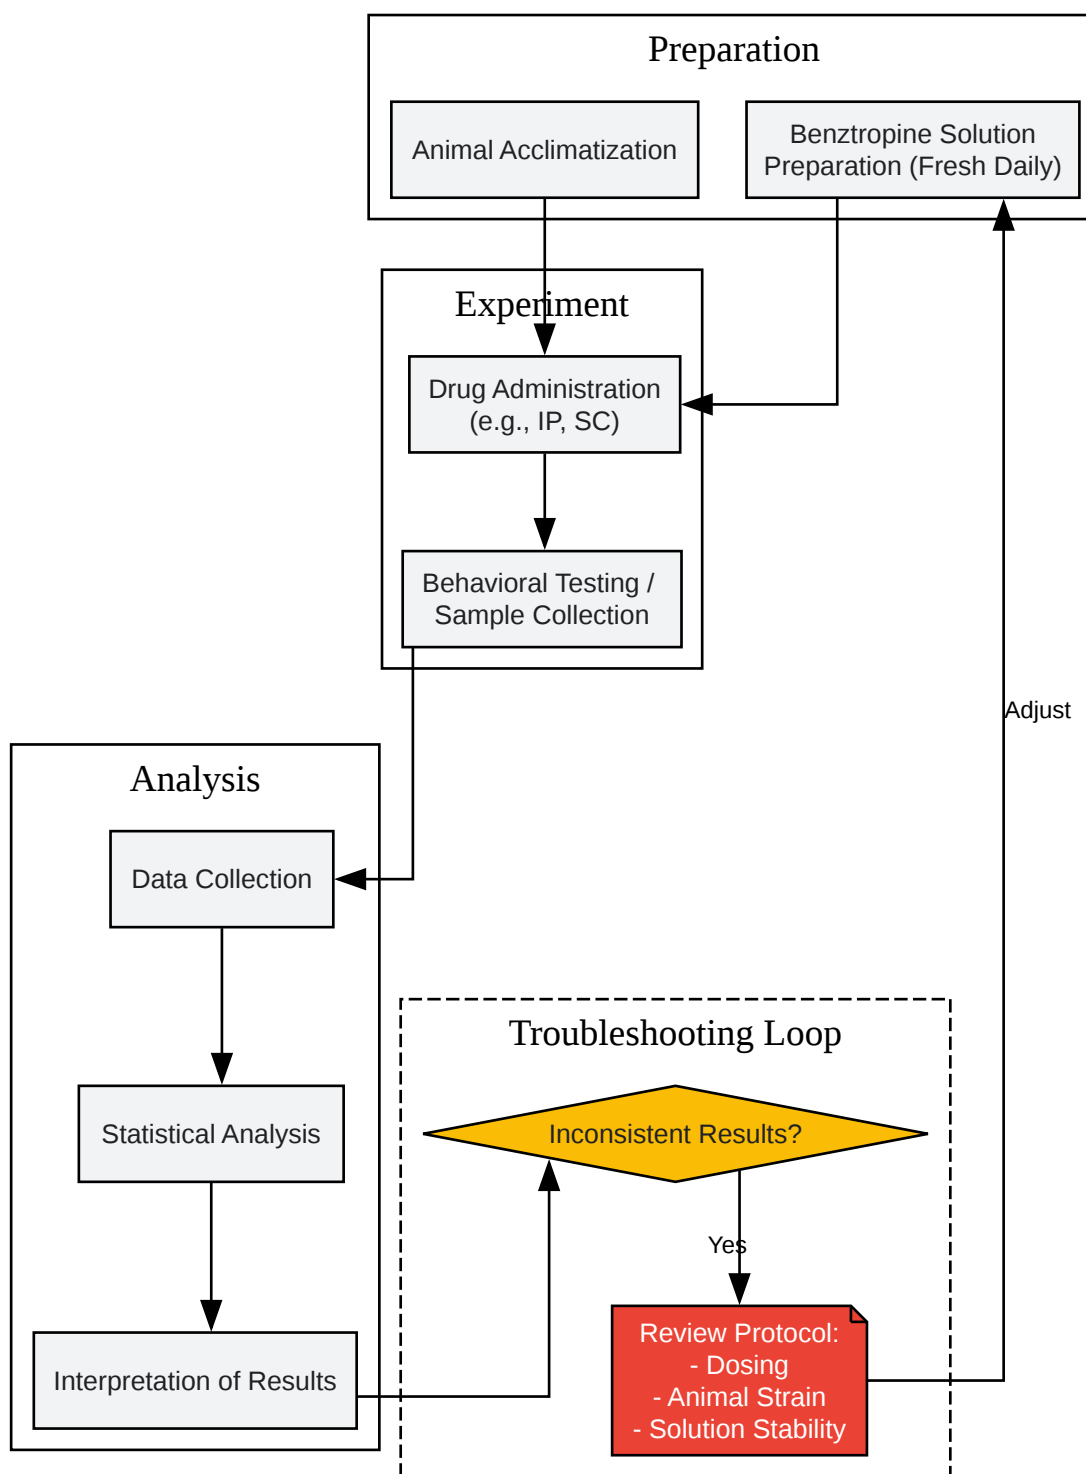 Preparation
Animal Acclimatization
Benztropine Solution
Preparation (Fresh Daily)
Experiment
Drug Administration
(e.g., IP, SC)
Behavioral Testing /
Sample Collection
Adjust
Analysis
Data Collection
Statistical Analysis
Interpretation of Results
Troubleshooting Loop
Inconsistent Results?
Yes
Review Protocol:
- Dosing
- Animal Strain
- Solution Stability